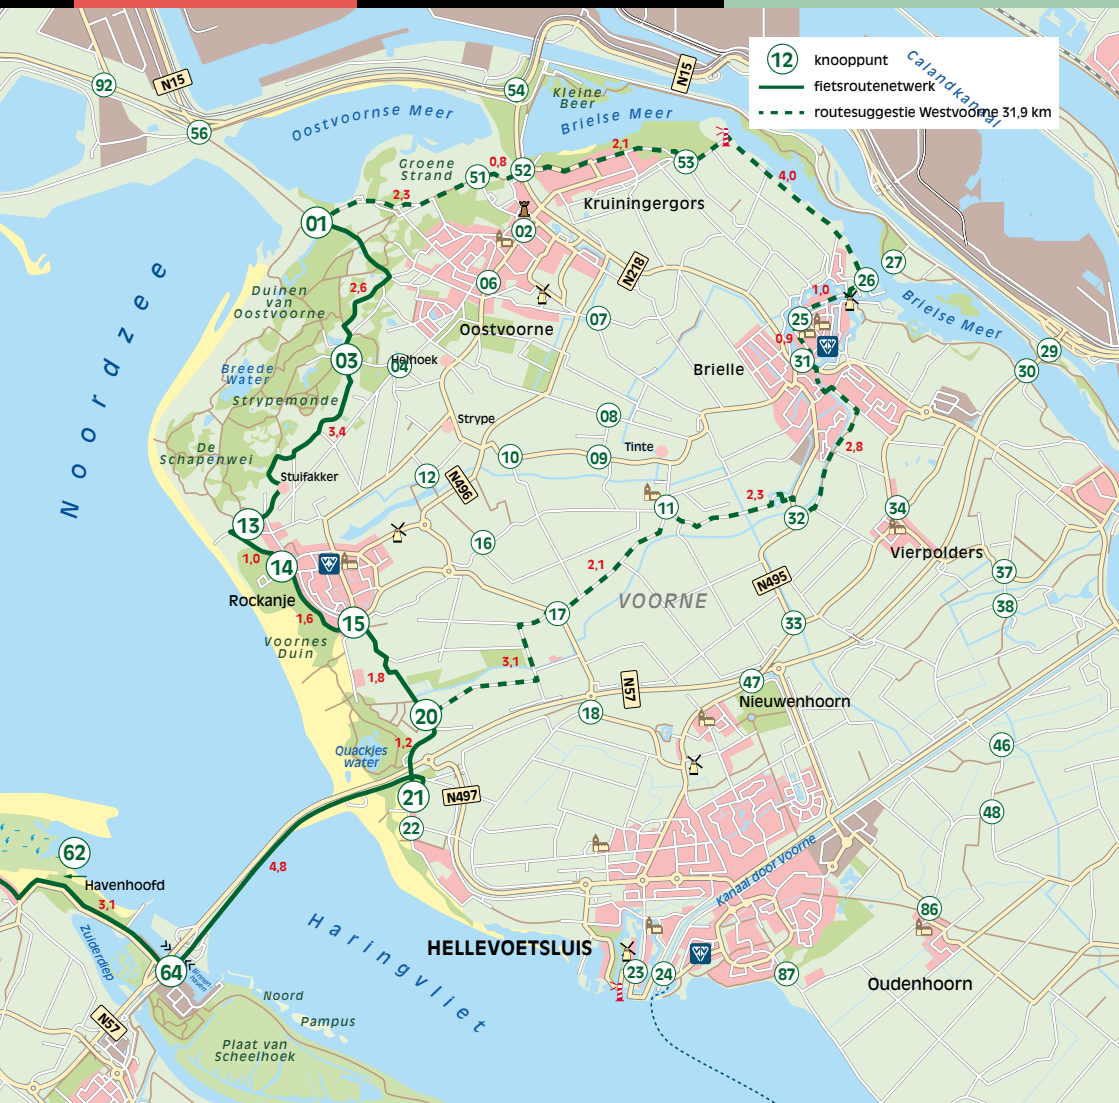 12 knooppunt
fietsroutenetwerk
routesuggestie Westvoorne 31,9 km
Calandkanaal
N15
N15
92
56
54
Kleine
Beer
Oostvoornse Meer
Brielse Meer
2,1
53
Groene
Strand
0,8
51
52
4,0
2,3
01
Kruiningergors
02
N218
27
26
2,6
06
1,0
Duinen
van
Oostvoorne
Brielse Meer
07
25
Oostvoorne
0,9
29
Noordzee
03
Holhoek
04
31
30
Breede
Water
Brielle
Strypemonde
08
Strype
3,4
De
Schapenwei
Tinte
2,8
10
09
Stuifakker
12
N496
2,3
11
34
32
13
16
Vierpolders
1,0
14
2,1
37
N495
Rockanje
VOORNE
38
1,6
15
17
33
Voornes
Duin
3,1
1,8
47
N57
Nieuwenhoorn
20
18
1,2
46
Quackjes
water
21
N497
48
22
62
4,8
Kanaal door Voorne
Havenhoofd
3,1
86
Haringvliet
HELLEVOETSLUIS
Zuiderdiep
64
Binnen-
haven
23
24
87
Oudenhoorn
Noord
Pampus
N57
Plaat van
Scheelhoek